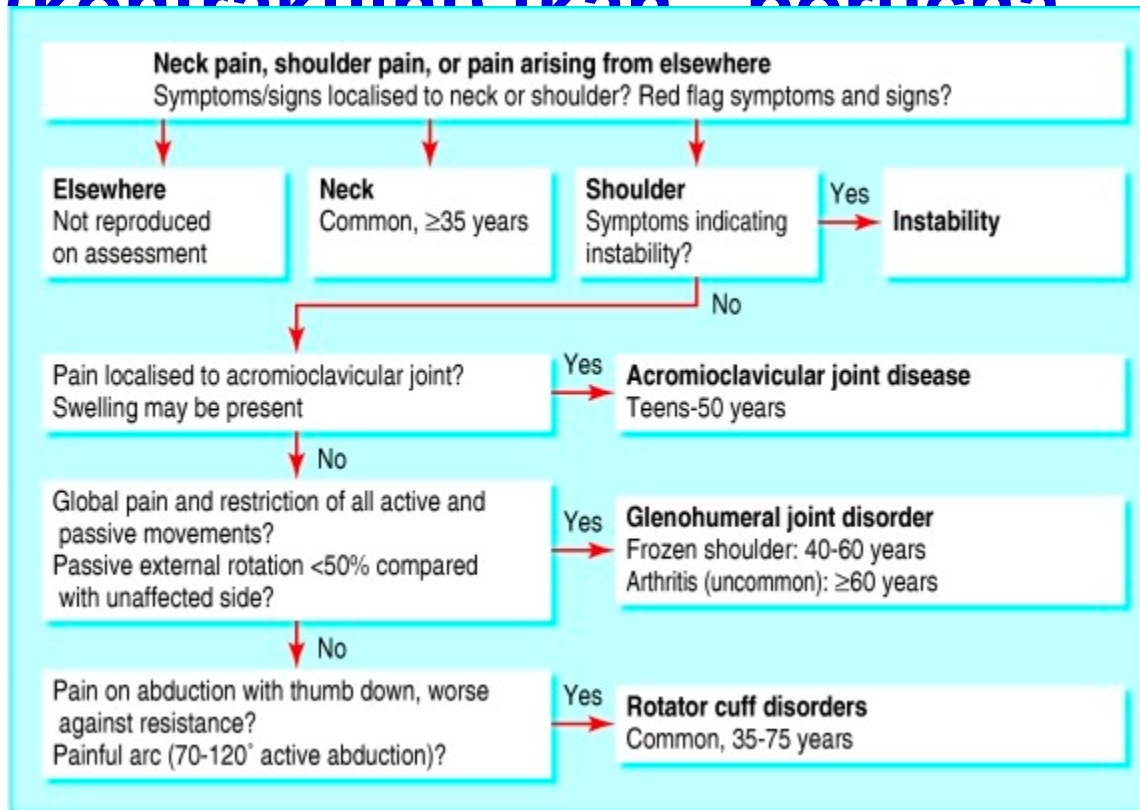 Neck pain, shoulder pain, or pain arising from elsewhere
Symptoms/signs localised to neck or shoulder? Red flag symptoms and signs?
Elsewhere
Not reproduced
on assessment
Neck
Common, ≥35 years
Shoulder
Symptoms indicating
instability?
Yes
Instability
No
Pain localised to acromioclavicular joint?
Swelling may be present
Yes
Acromioclavicular joint disease
Teens-50 years
No
Global pain and restriction of all active and
passive movements?
Passive external rotation <50% compared
with unaffected side?
Yes
Glenohumeral joint disorder
Frozen shoulder: 40-60 years
Arthritis (uncommon): ≥60 years
No
Pain on abduction with thumb down, worse
against resistance?
Painful arc (70-120˚ active abduction)?
Yes
Rotator cuff disorders
Common, 35-75 years